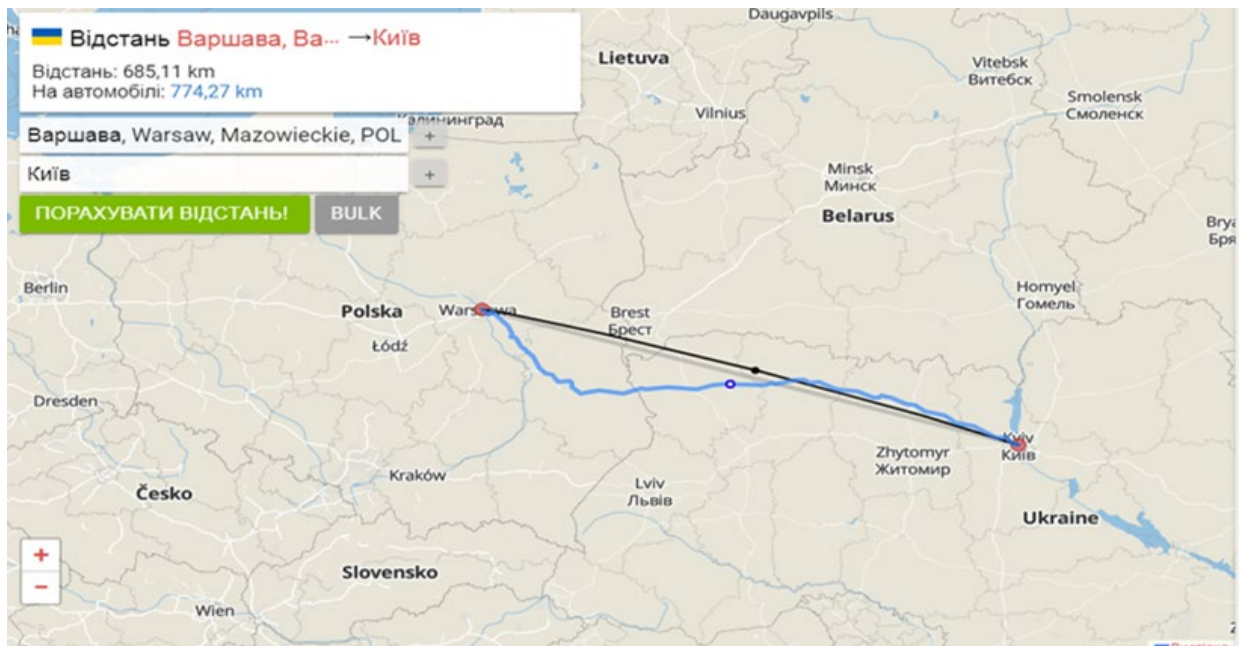 Daugavpils
Відстань Варшава, Ва... →Київ
Відстань: 685,11 km
На автомобілі: 774,27 km
Lietuva
Vitebsk
Витебск
Smolensk
Смоленск
Vilnius
Калининград
Варшава, Warsaw, Mazowieckie, POL
+
Київ
+
ПОРАХУВАТИ ВІДСТАНЬ!
BULK
Minsk
Минск
Belarus
Berlin
Polska
Warszawa
Brest
Брест
Homyel
Гомель
Łódź
Dresden
Kyiv
Київ
Zhytomyr
Житомир
Kraków
Lviv
Львів
Česko
Ukraine
+
−
Slovensko
Wien